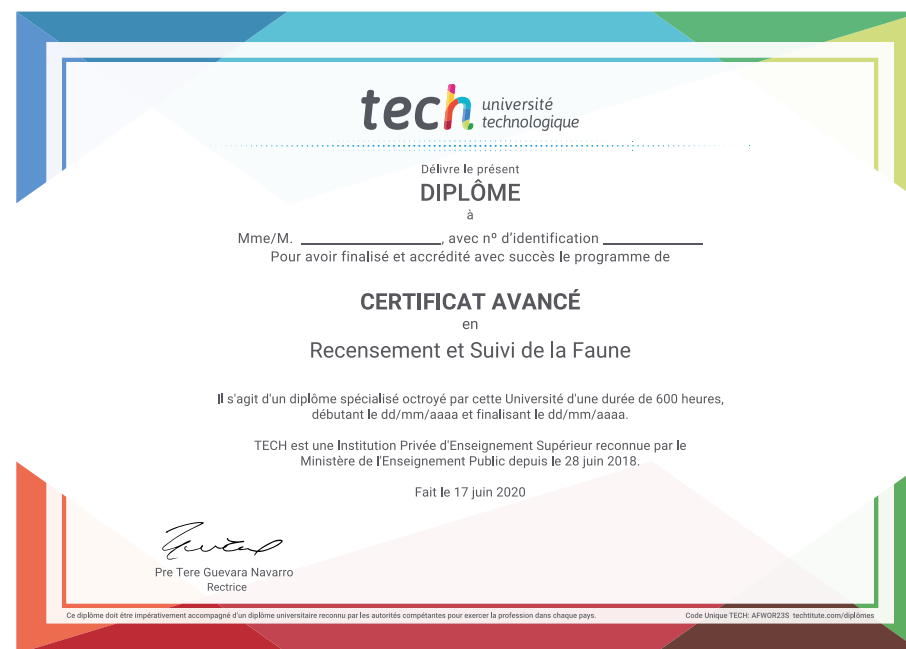 tech université
technologique
Délivre le présent
DIPLÔME
à
Mme/M. ____________________, avec nº d'identification ______________
Pour avoir finalisé et accrédité avec succès le programme de
CERTIFICAT AVANCÉ
en
Recensement et Suivi de la Faune
Il s'agit d'un diplôme spécialisé octroyé par cette Université d'une durée de 600 heures,
débutant le dd/mm/aaaa et finalisant le dd/mm/aaaa.
TECH est une Institution Privée d'Enseignement Supérieur reconnue par le
Ministère de l'Enseignement Public depuis le 28 juin 2018.
Fait le 17 juin 2020
Pre Tere Guevara Navarro
Rectrice
Ce diplôme doit être impérativement accompagné d'un diplôme universitaire reconnu par les autorités compétantes pour exercer la profession dans chaque pays.
Code Unique TECH: AFWOR23S techtitute.com/diplômes